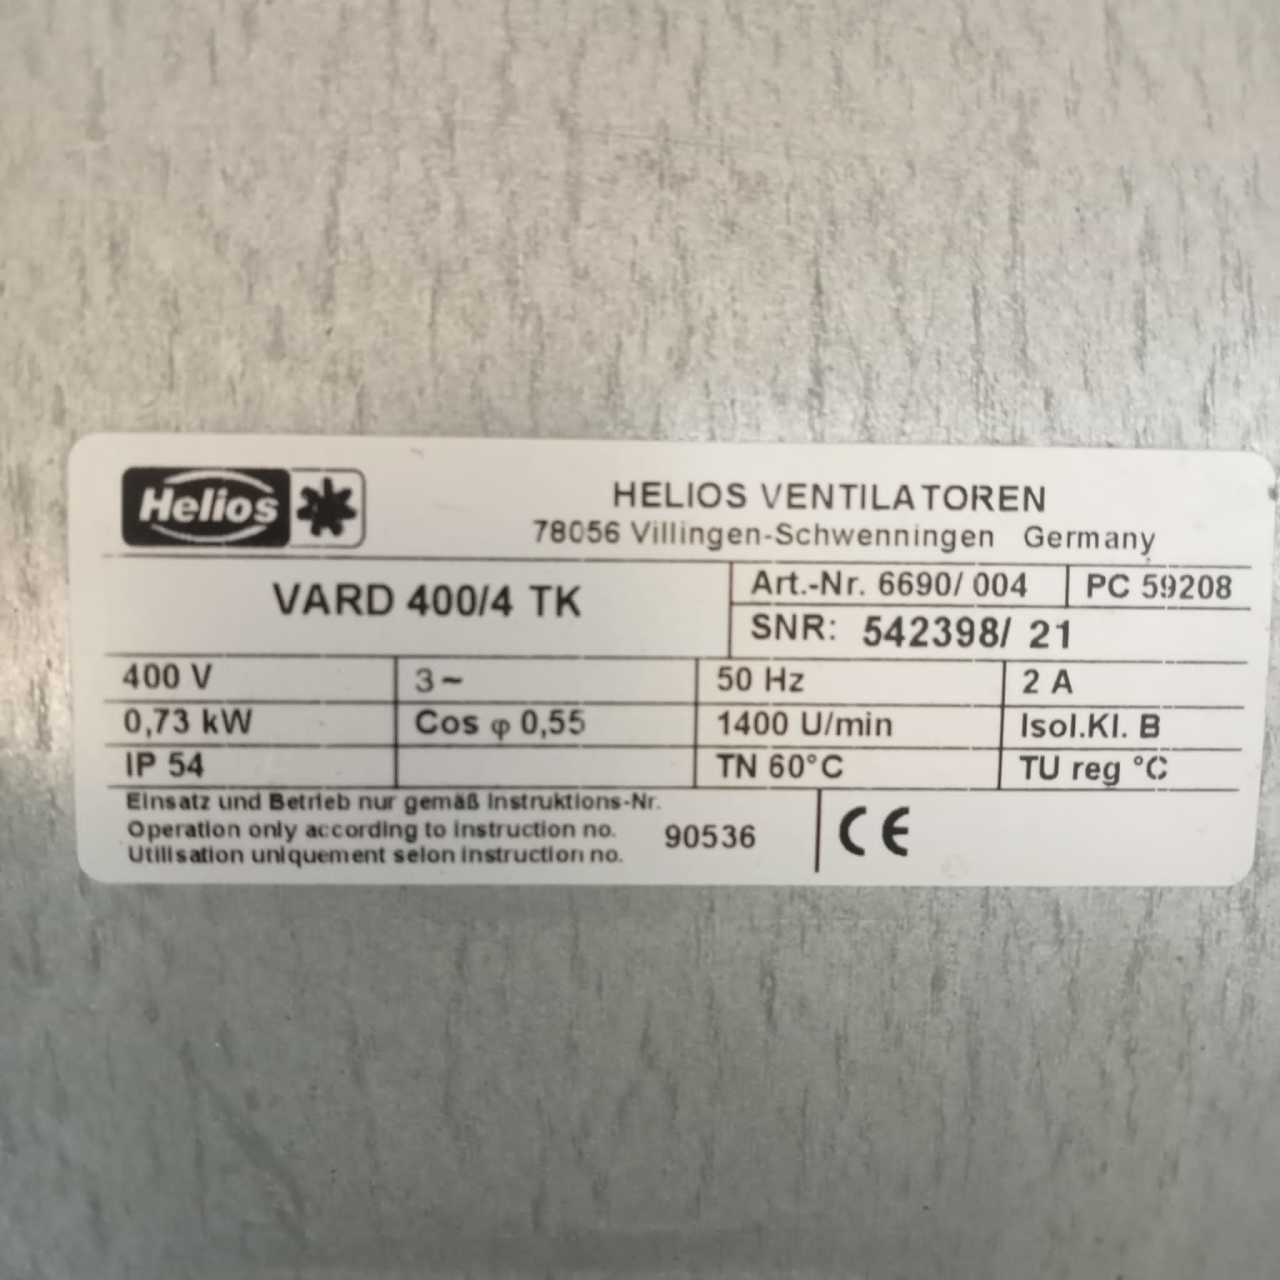 Helios
HELIOS VENTILATOREN
78056 Villingen-Schwenningen Germany
VARD 400/4 TK
Art.-Nr. 6690/ 004 PC 59208
SNR: 542398/ 21
400 V 3~ 50 Hz 2 A
0,73 kW Cos φ 0,55 1400 U/min Isol.Kl. B
IP 54 TN 60°C TU reg °C
Einsatz und Betrieb nur gemäß Instruktions-Nr.
Operation only according to instruction no. 90536
Utilisation uniquement selon instruction no.
CE